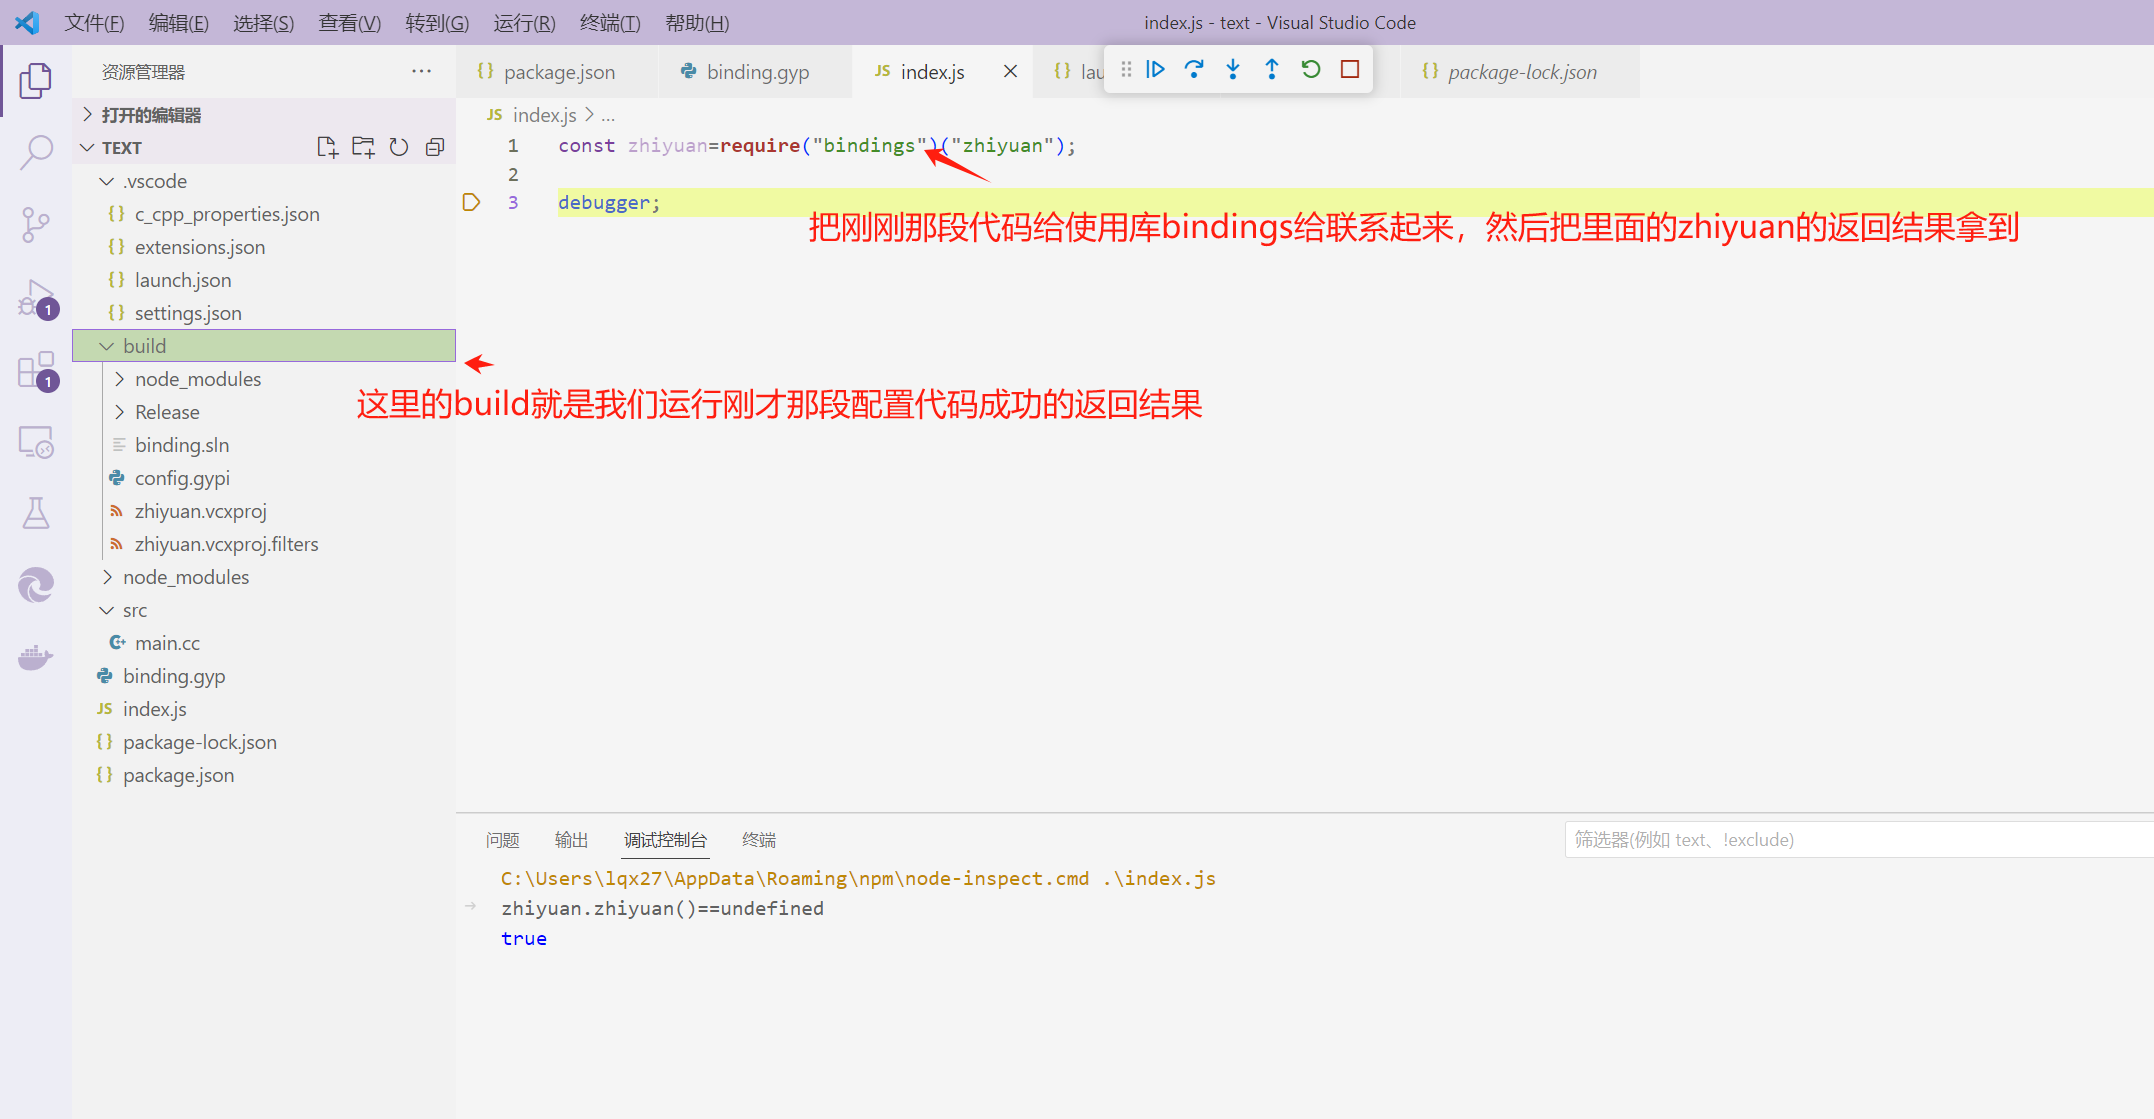 文件(F) 编辑(E) 选择(S) 查看(V) 转到(G) 运行(R) 终端(T) 帮助(H) index.js - text - Visual Studio Code
资源管理器 ···
package.json binding.gyp JS index.js lau package-lock.json
打开的编辑器
JS index.js > ...
TEXT
1 const zhiyuan=require("bindings")("zhiyuan");
2
3 debugger;
把刚刚那段代码给使用库bindings给联系起来，然后把里面的zhiyuan的返回结果拿到
.vscode
{} c_cpp_properties.json
{} extensions.json
{} launch.json
{} settings.json
1
build
1
node_modules
Release
这里的build就是我们运行刚才那段配置代码成功的返回结果
binding.sln
config.gypi
zhiyuan.vcxproj
zhiyuan.vcxproj.filters
node_modules
src
main.cc
binding.gyp
JS index.js
{} package-lock.json
{} package.json
问题 输出 调试控制台 终端 筛选器(例如 text、!exclude)
C:\Users\lqx27\AppData\Roaming\npm\node-inspect.cmd .\index.js
zhiyuan.zhiyuan()==undefined
true